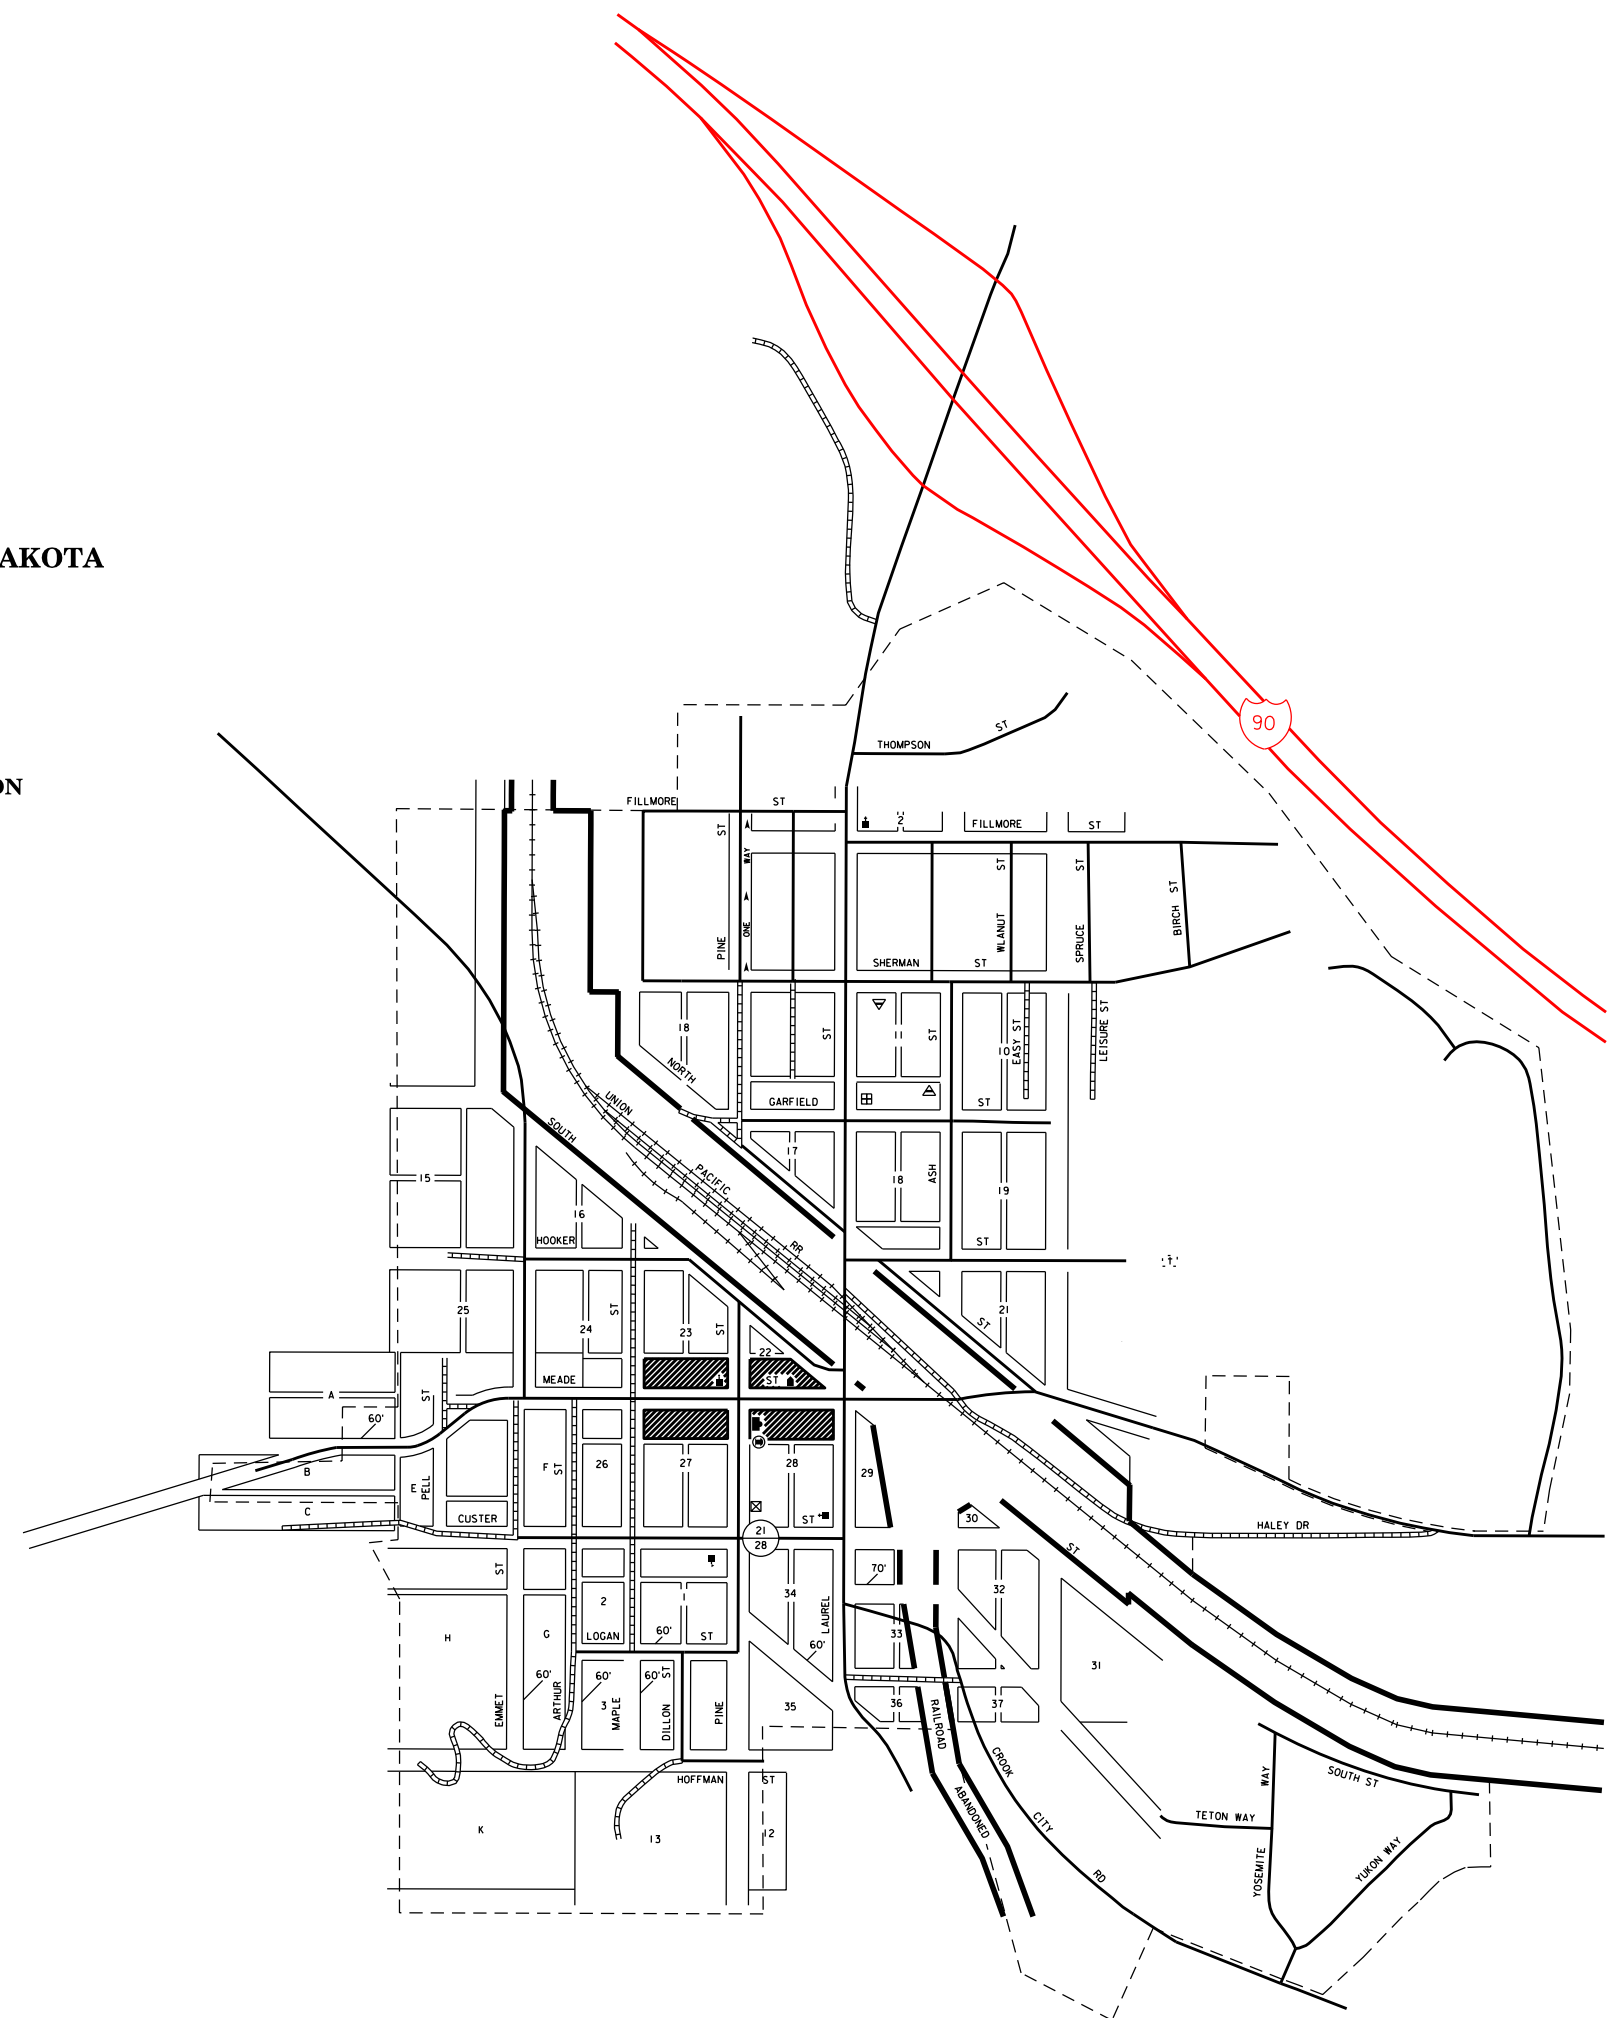 AKOTA
90
ST
THOMPSON
ON
FILLMORE ST
2
FILLMORE ST
ST
WAY
ST
ST
ST
BIRCH
ONE
PINE
WLANUT
SPRUCE
SHERMAN ST
18
NORTH
ST
11
ST
10
EASY ST
LEISURE ST
UNION
GARFIELD
ST
SOUTH
17
PACIFIC
15
18
ASH
19
16
HOOKER
RR
ST
25
24
ST
23
ST
22
21
ST
MEADE
ST
A
ST
60'
B
E
PELL
F
ST
26
27
28
29
C
CUSTER
ST
30
21
28
HALEY DR
ST
ST
70'
34
32
2
LAUREL
H
G
LOGAN
60'
ST
60'
33
31
60'
60'
60'
ST
EMMET
ARTHUR
3
MAPLE
DILLON
PINE
35
36
RAILROAD
37
CROOK
HOFFMAN ST
WAY
SOUTH ST
ABANDONED
TETON WAY
K
13
12
CITY
YOSEMITE
YUKON WAY
RD